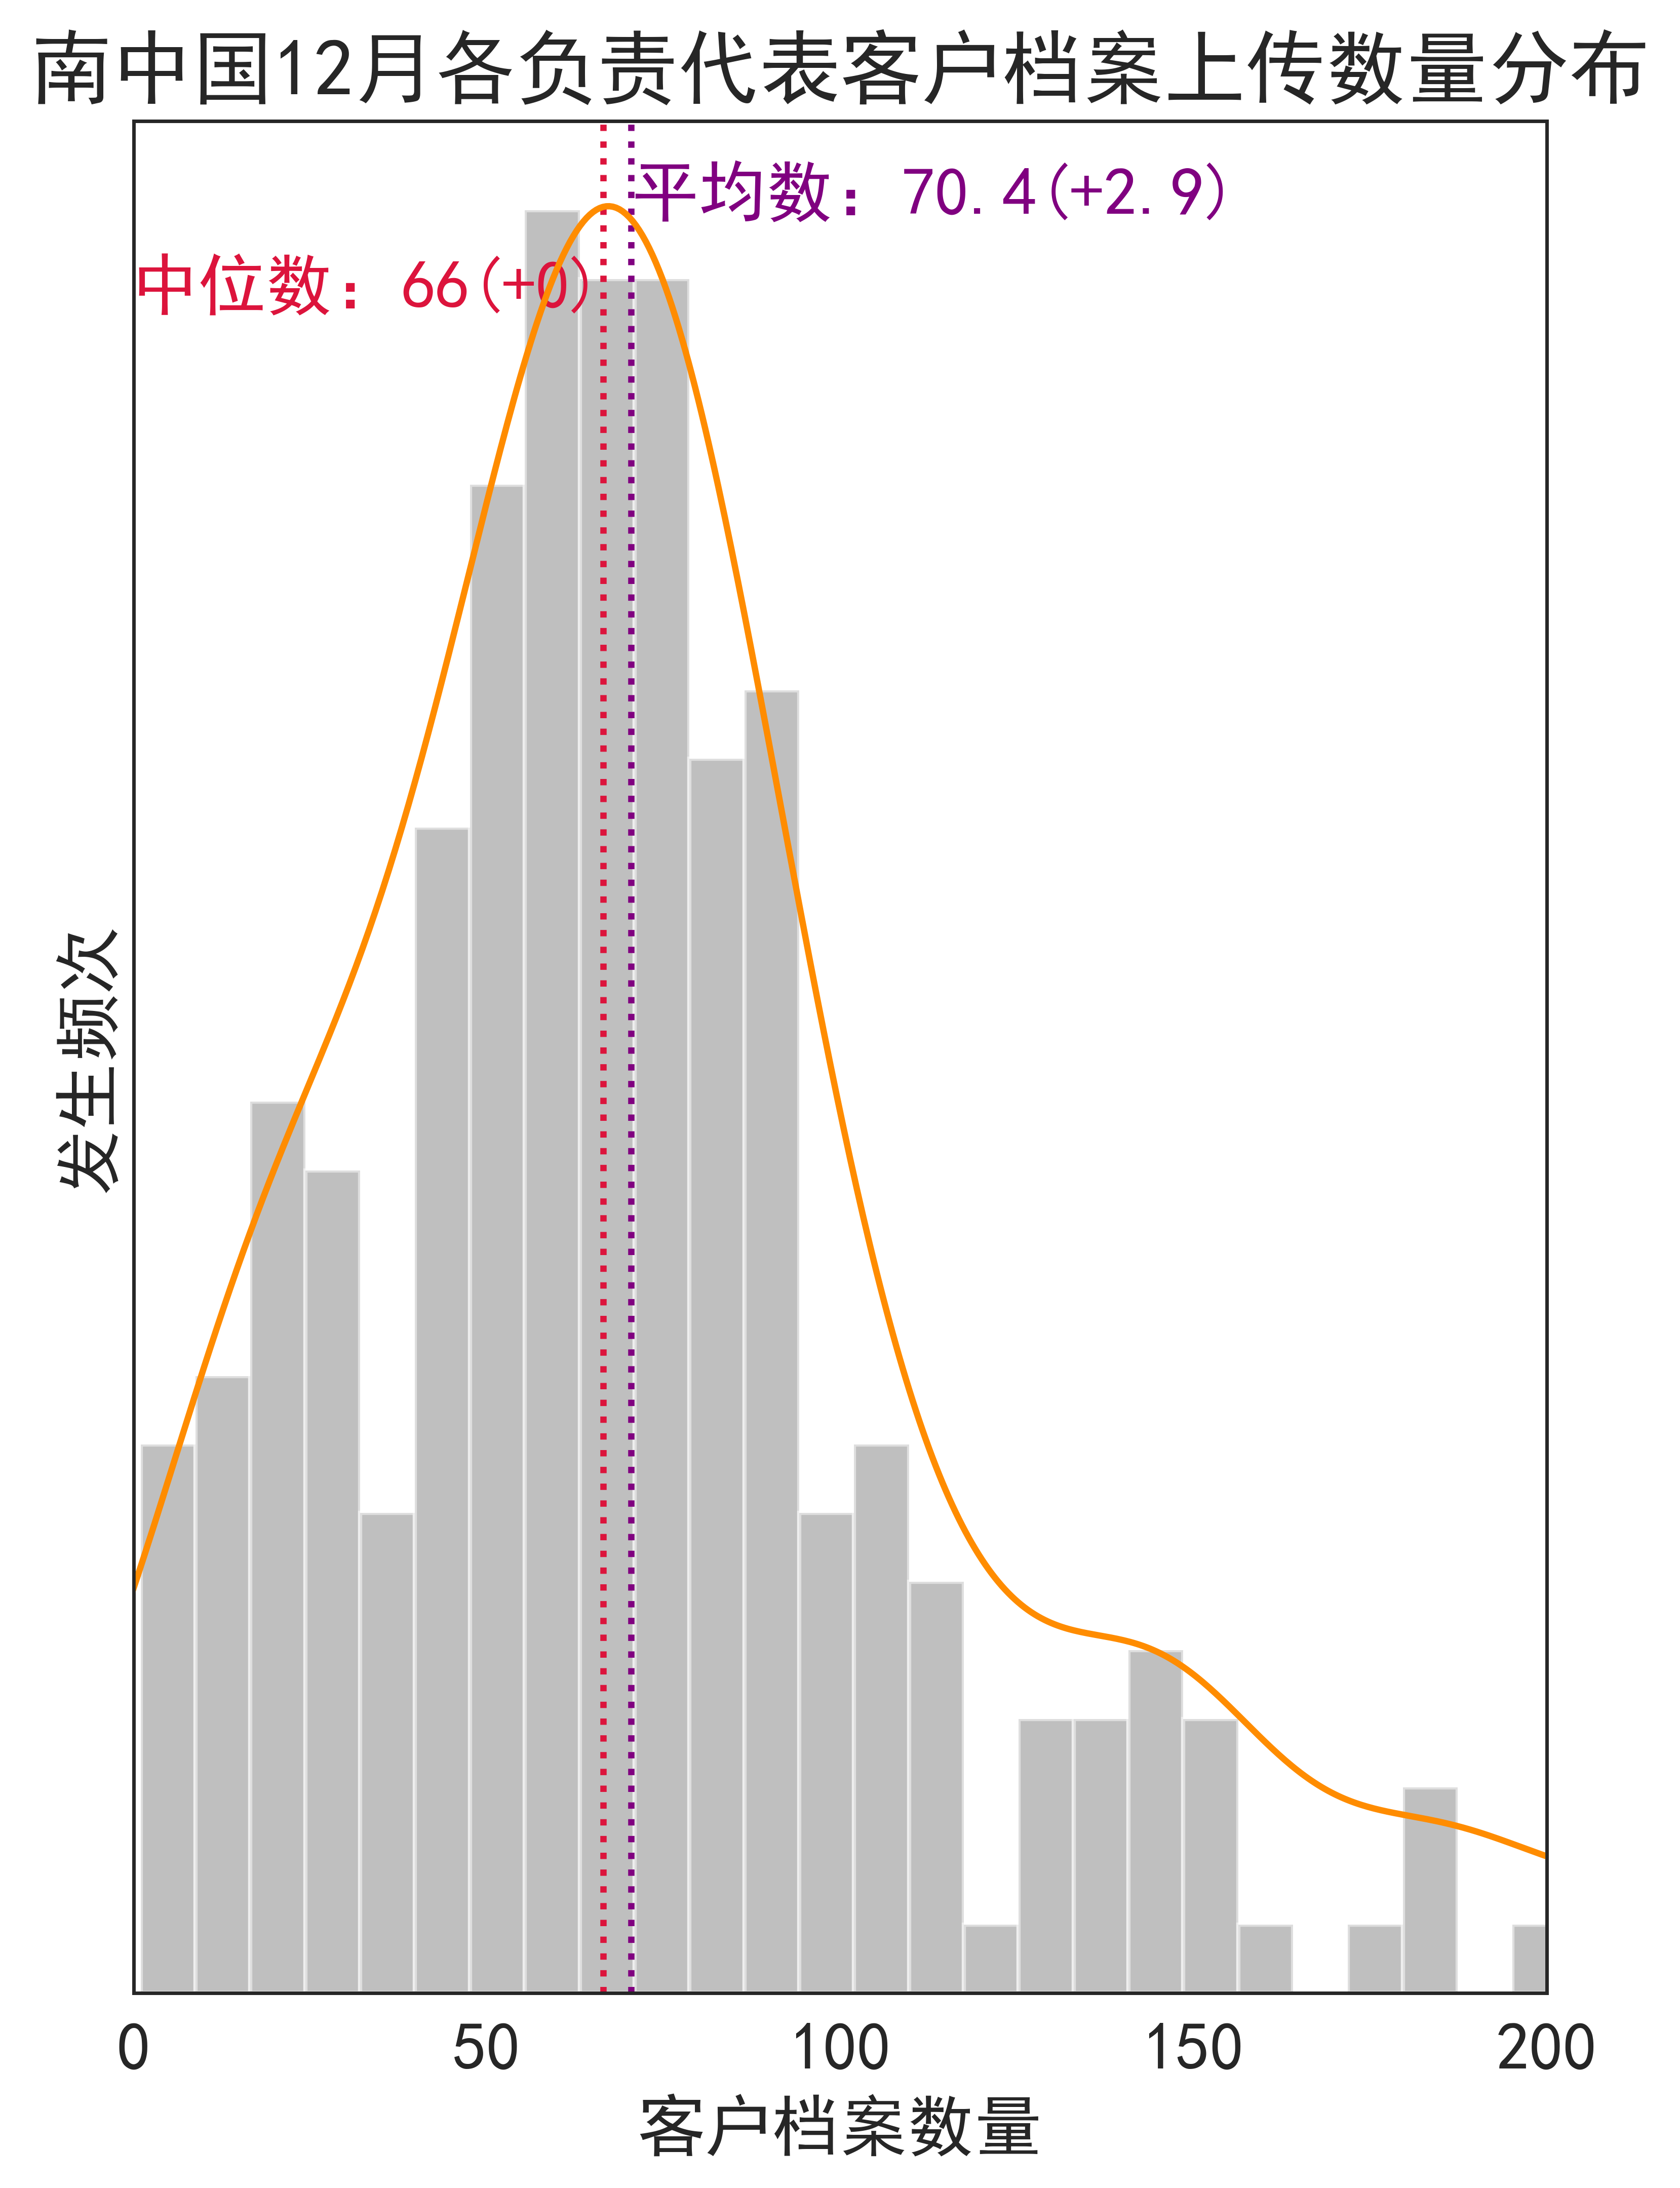 南中国12月各负责代表客户档案上传数量分布
平均数：70.4(+2.9)
中位数：66(+0)
发生频次
0 50 100 150 200
客户档案数量